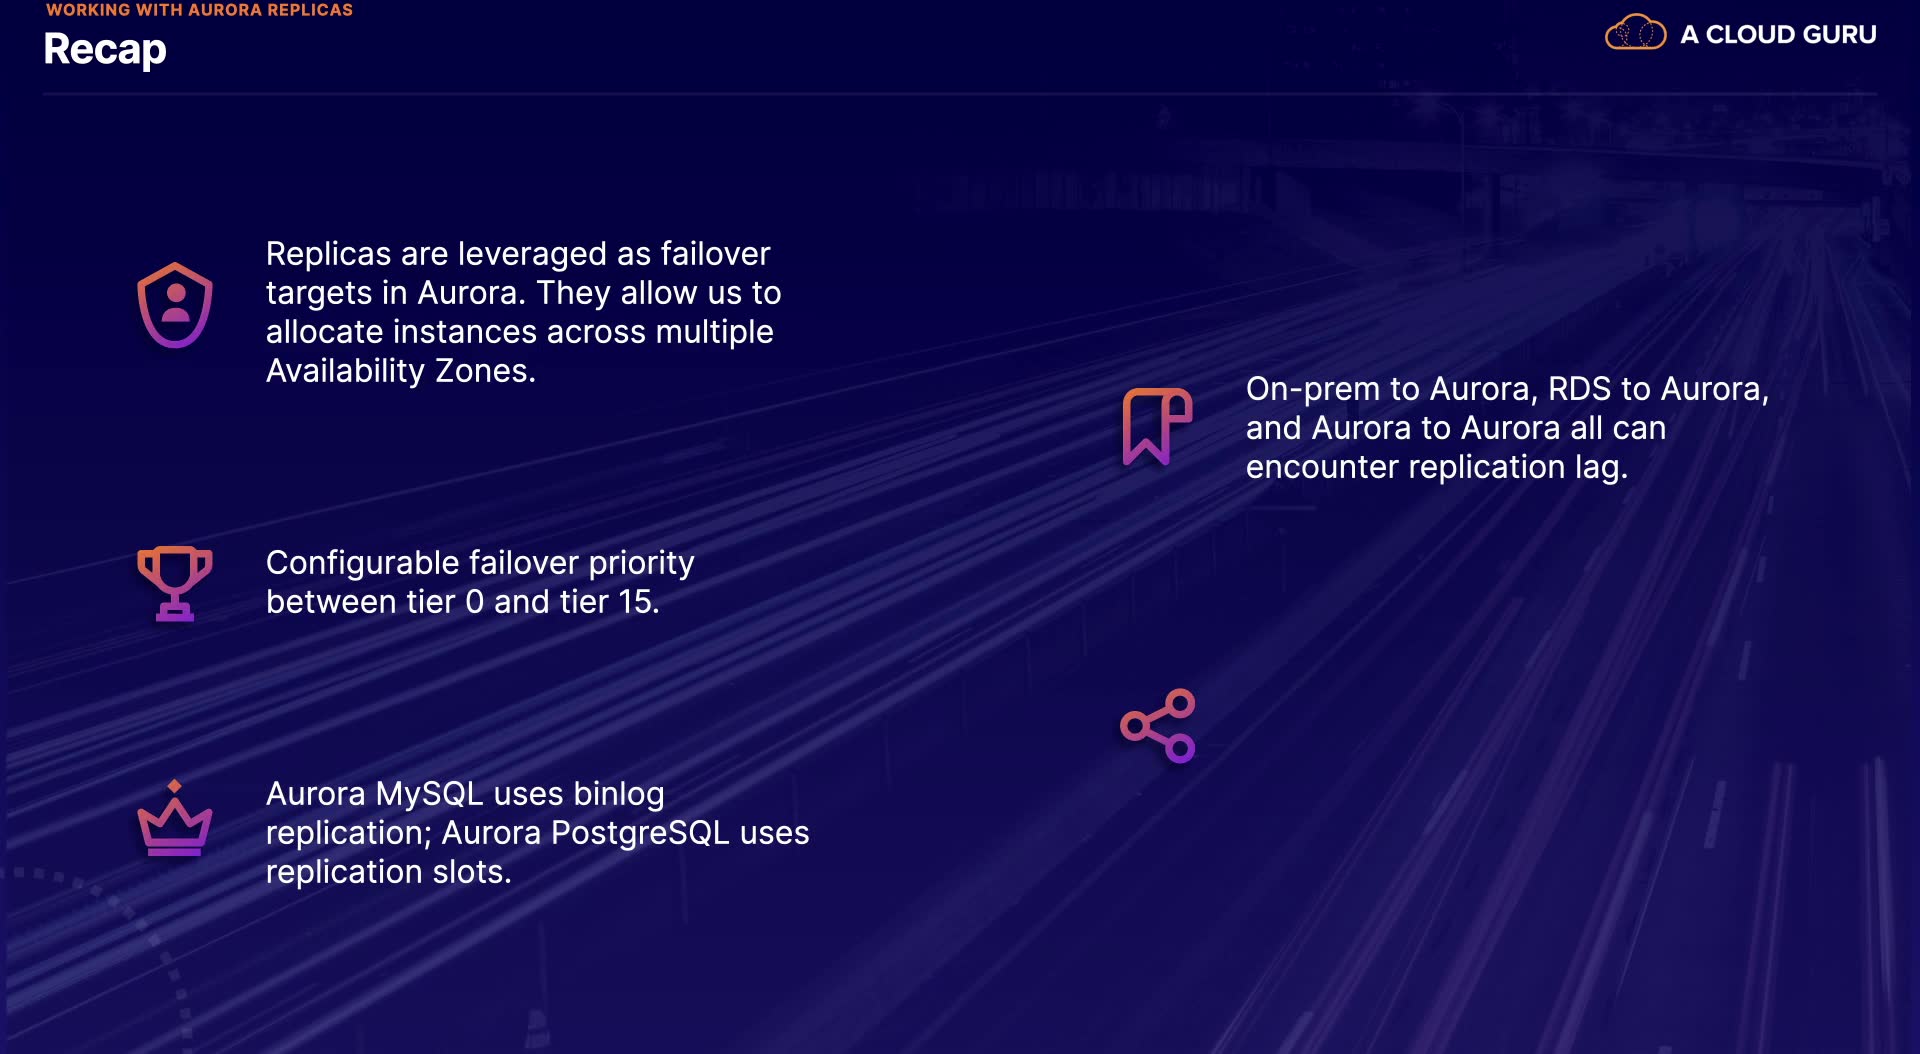 WORKING WITH AURORA REPLICAS
Recap
A CLOUD GURU
Replicas are leveraged as failover
targets in Aurora. They allow us to
allocate instances across multiple
Availability Zones.
Configurable failover priority
between tier 0 and tier 15.
Aurora MySQL uses binlog
replication; Aurora PostgreSQL uses
replication slots.
On-prem to Aurora, RDS to Aurora,
and Aurora to Aurora all can
encounter replication lag.